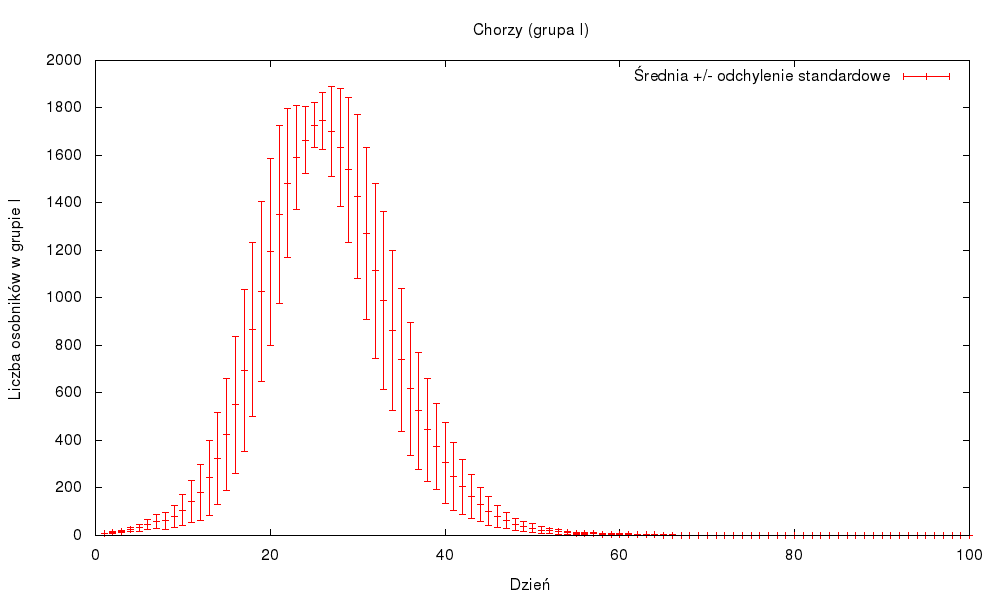 Chorzy (grupa I)
Średnia +/- odchylenie standardowe
2000
1800
1600
1400
1200
1000
800
600
400
200
0
Liczba osobników w grupie I
0 20 40 60 80 100
Dzień